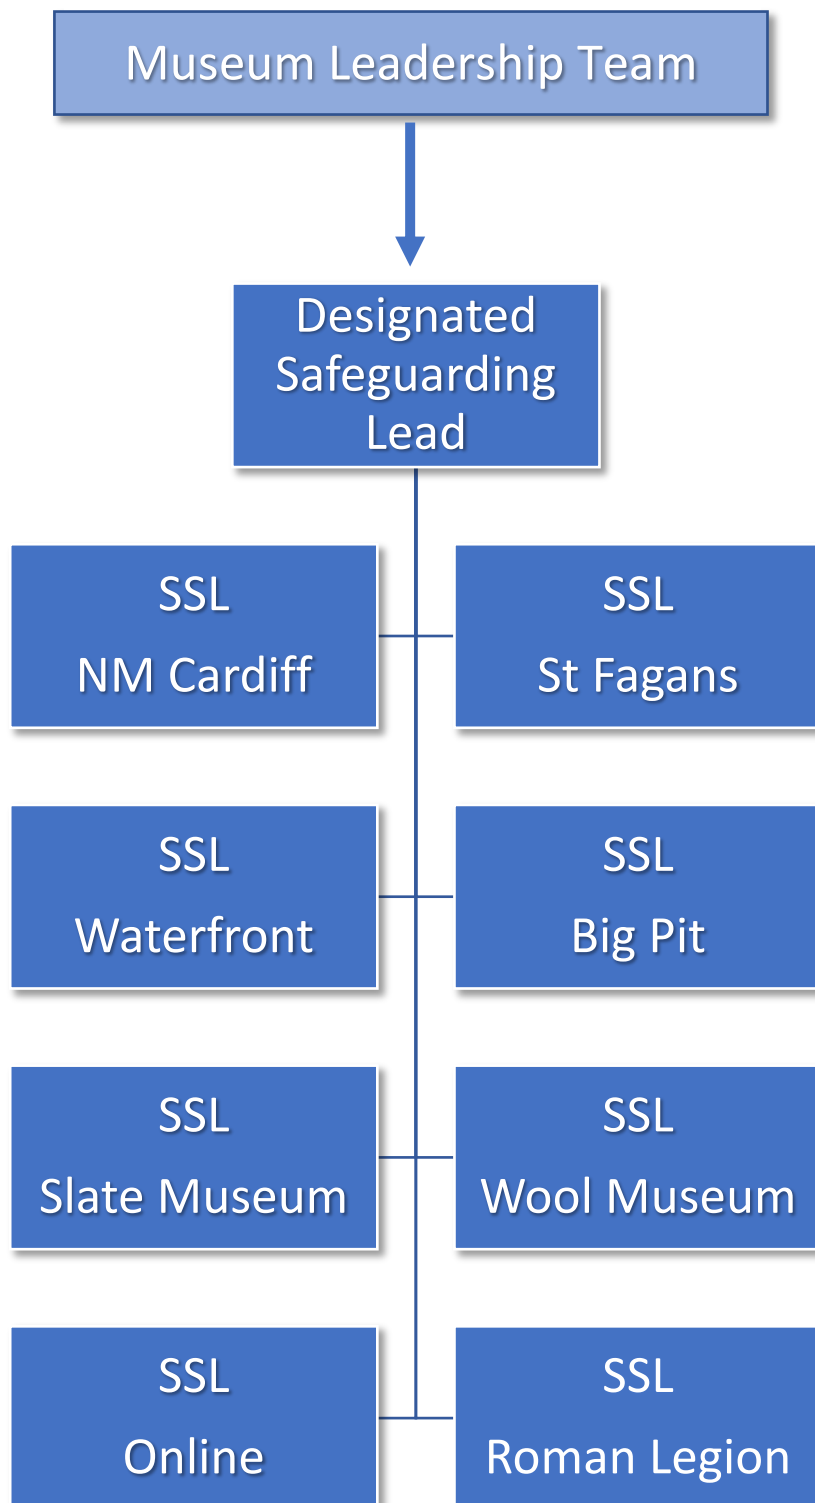 Museum Leadership Team
Designated
Safeguarding
Lead
SSL
NM Cardiff
SSL
St Fagans
SSL
Waterfront
SSL
Big Pit
SSL
Slate Museum
SSL
Wool Museum
SSL
Online
SSL
Roman Legion